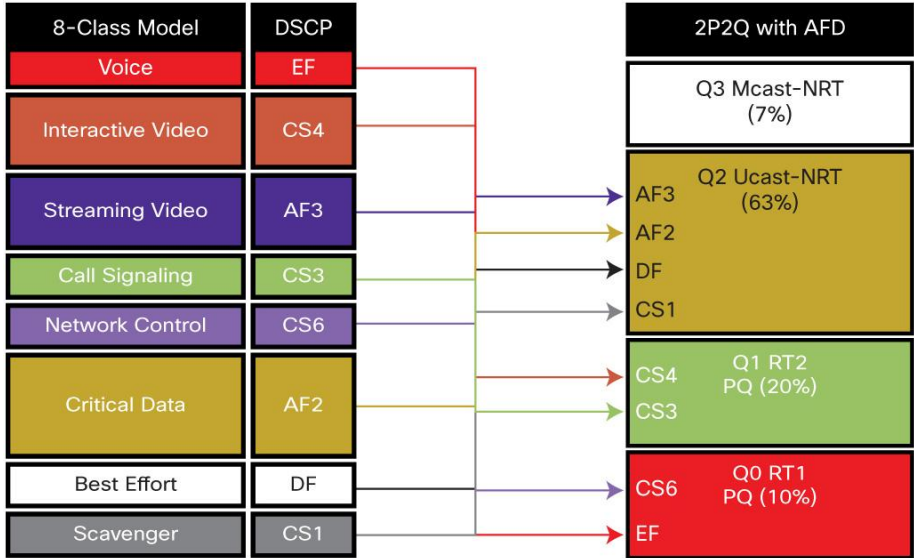 8-Class Model DSCP
Voice EF
Interactive Video CS4
Streaming Video AF3
Call Signaling CS3
Network Control CS6
Critical Data AF2
Best Effort DF
Scavenger CS1
2P2Q with AFD
Q3 Mcast-NRT
(7%)
Q2 Ucast-NRT
(63%)
AF3
AF2
DF
CS1
Q1 RT2
PQ (20%)
CS4
CS3
Q0 RT1
PQ (10%)
CS6
EF